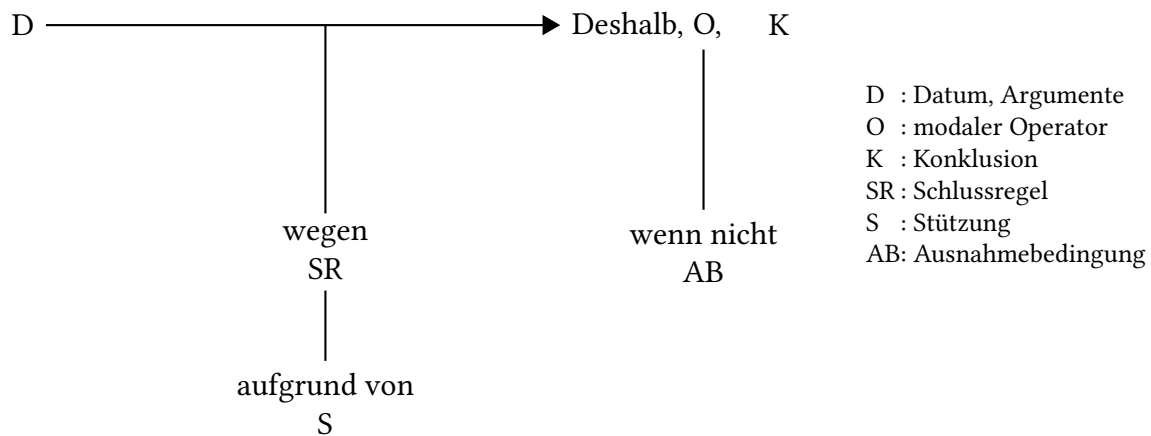 D
Deshalb, O, K
D : Datum, Argumente
O : modaler Operator
K : Konklusion
SR : Schlussregel
S : Stützung
AB: Ausnahmebedingung
wegen
SR
wenn nicht
AB
aufgrund von
S